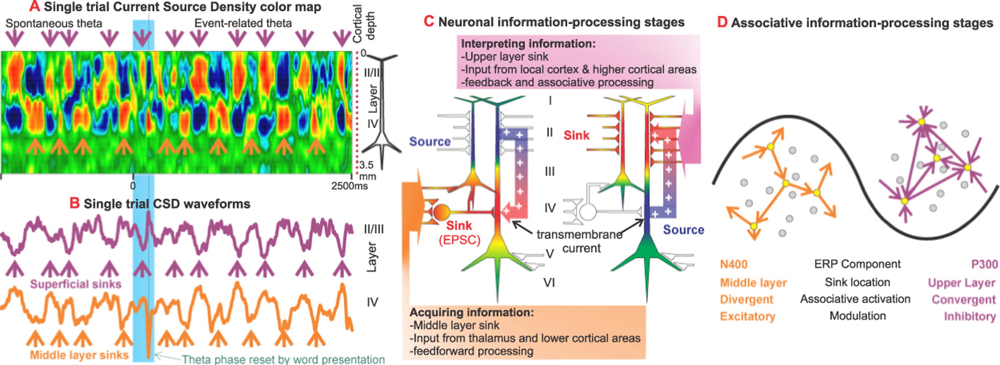 A Single trial Current Source Density color map
Spontaneous theta
Event-related theta
Cortical
depth
0
II/II
Layer
IV
3.5
mm
0
2500ms
B Single trial CSD waveforms
II/III
Layer
Superficial sinks
IV
Middle layer sinks
Theta phase reset by word presentation
C Neuronal information-processing stages
Interpreting information:
-Upper layer sink
-Input from local cortex & higher cortical areas
-feedback and associative processing
I
II
III
IV
V
VI
Source
Sink
(EPSC)
Sink
Source
transmembrane
current
+ + + + + + + +
+ + + + + + + +
Acquiring information:
-Middle layer sink
-Input from thalamus and lower cortical areas
-feedforward processing
D Associative information-processing stages
N400 ERP Component P300
Middle layer Sink location Upper Layer
Divergent Associative activation Convergent
Excitatory Modulation Inhibitory